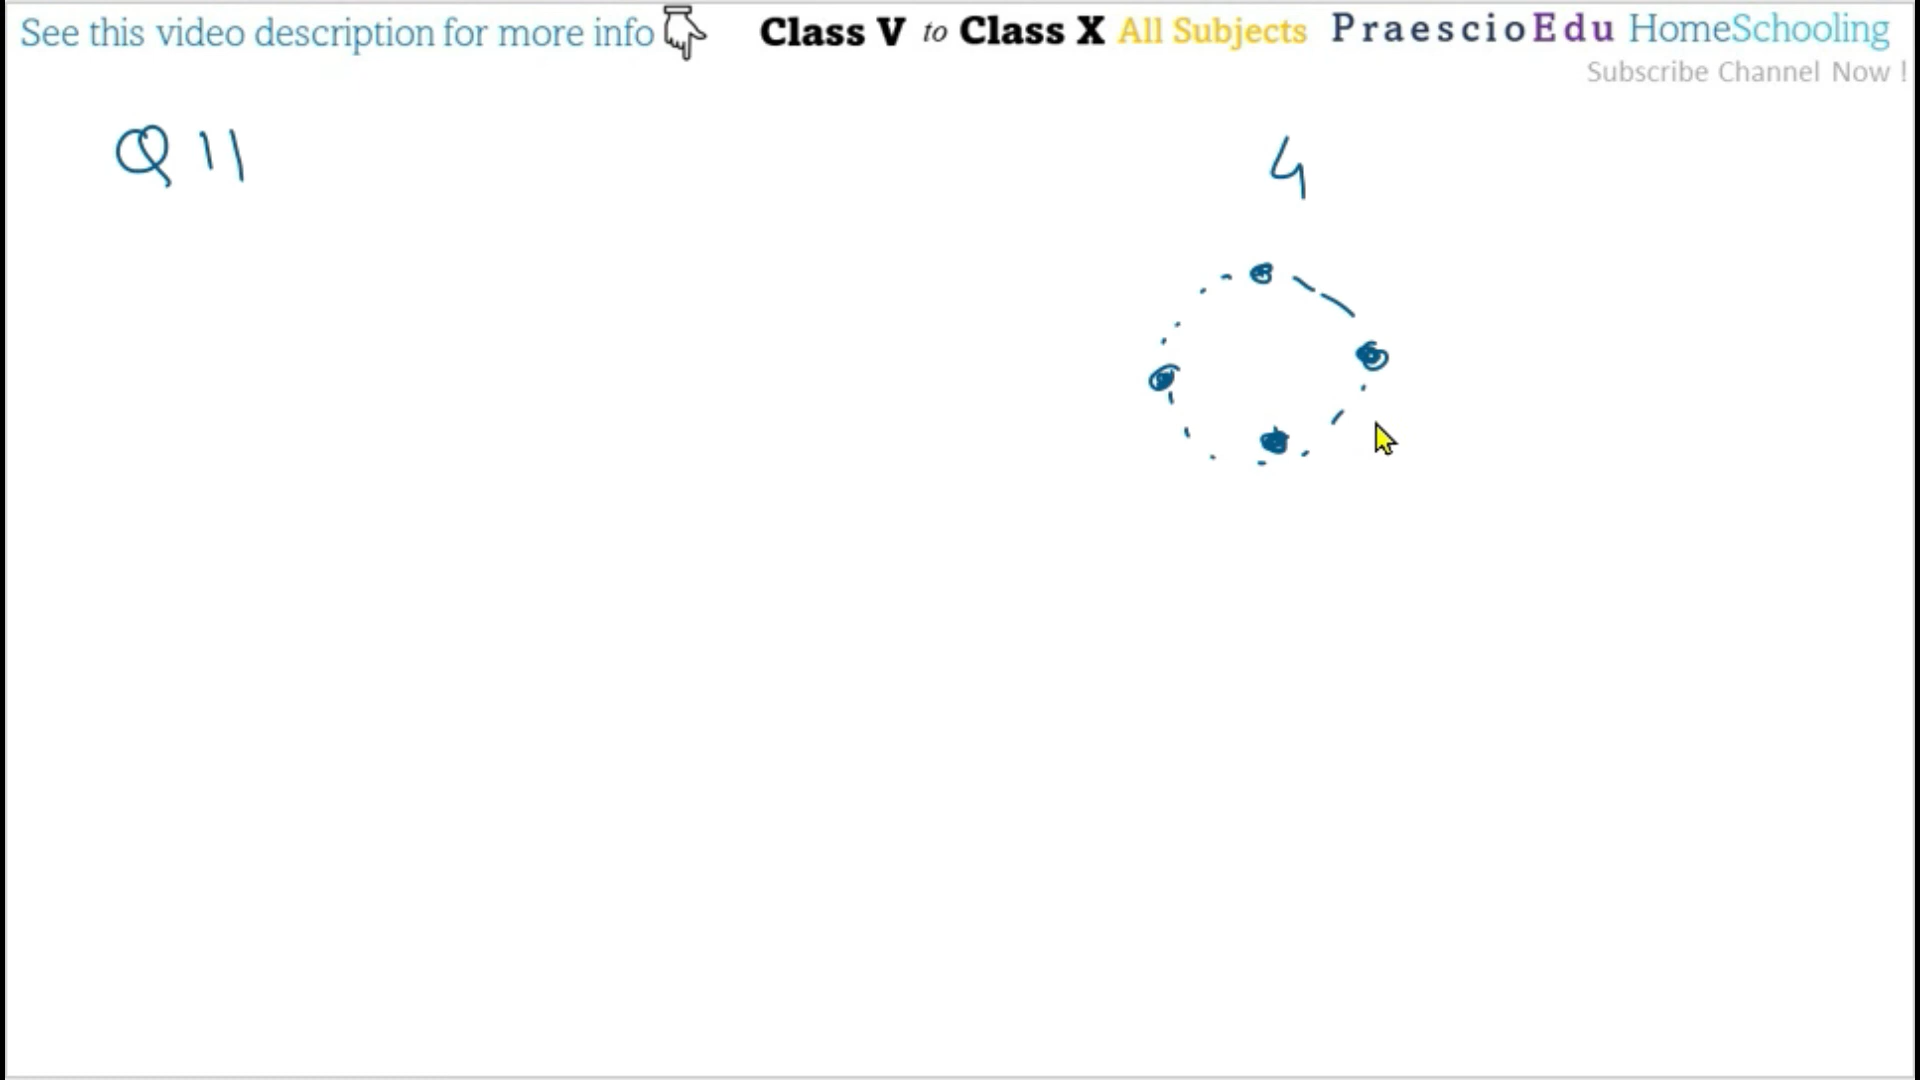 See this video description for more info Class V to Class X All Subjects PraescioEdu HomeSchooling
Subscribe Channel Now !
Q 11
4